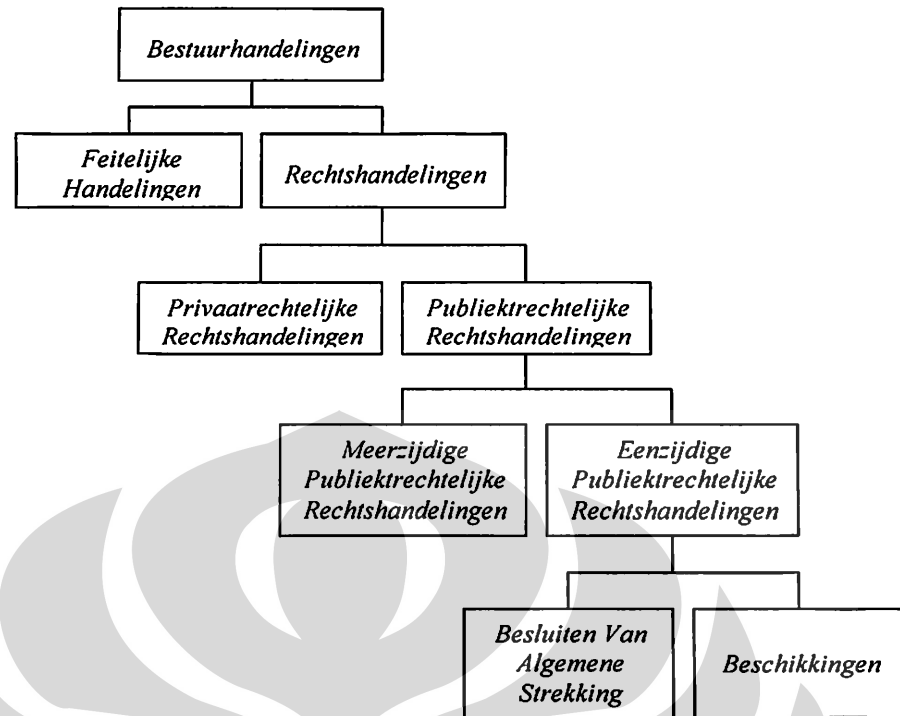 Bestuurhandelingen
Feitelijke
Handelingen
Rechtshandelingen
Privaatrechtelijke
Rechtshandelingen
Publiektrechtelijke
Rechtshandelingen
Meerzijdige
Publiektrechtelijke
Rechtshandelingen
Eenzijdige
Publiektrechtelijke
Rechtshandelingen
Besluiten Van
Algemene
Strekking
Beschikkingen